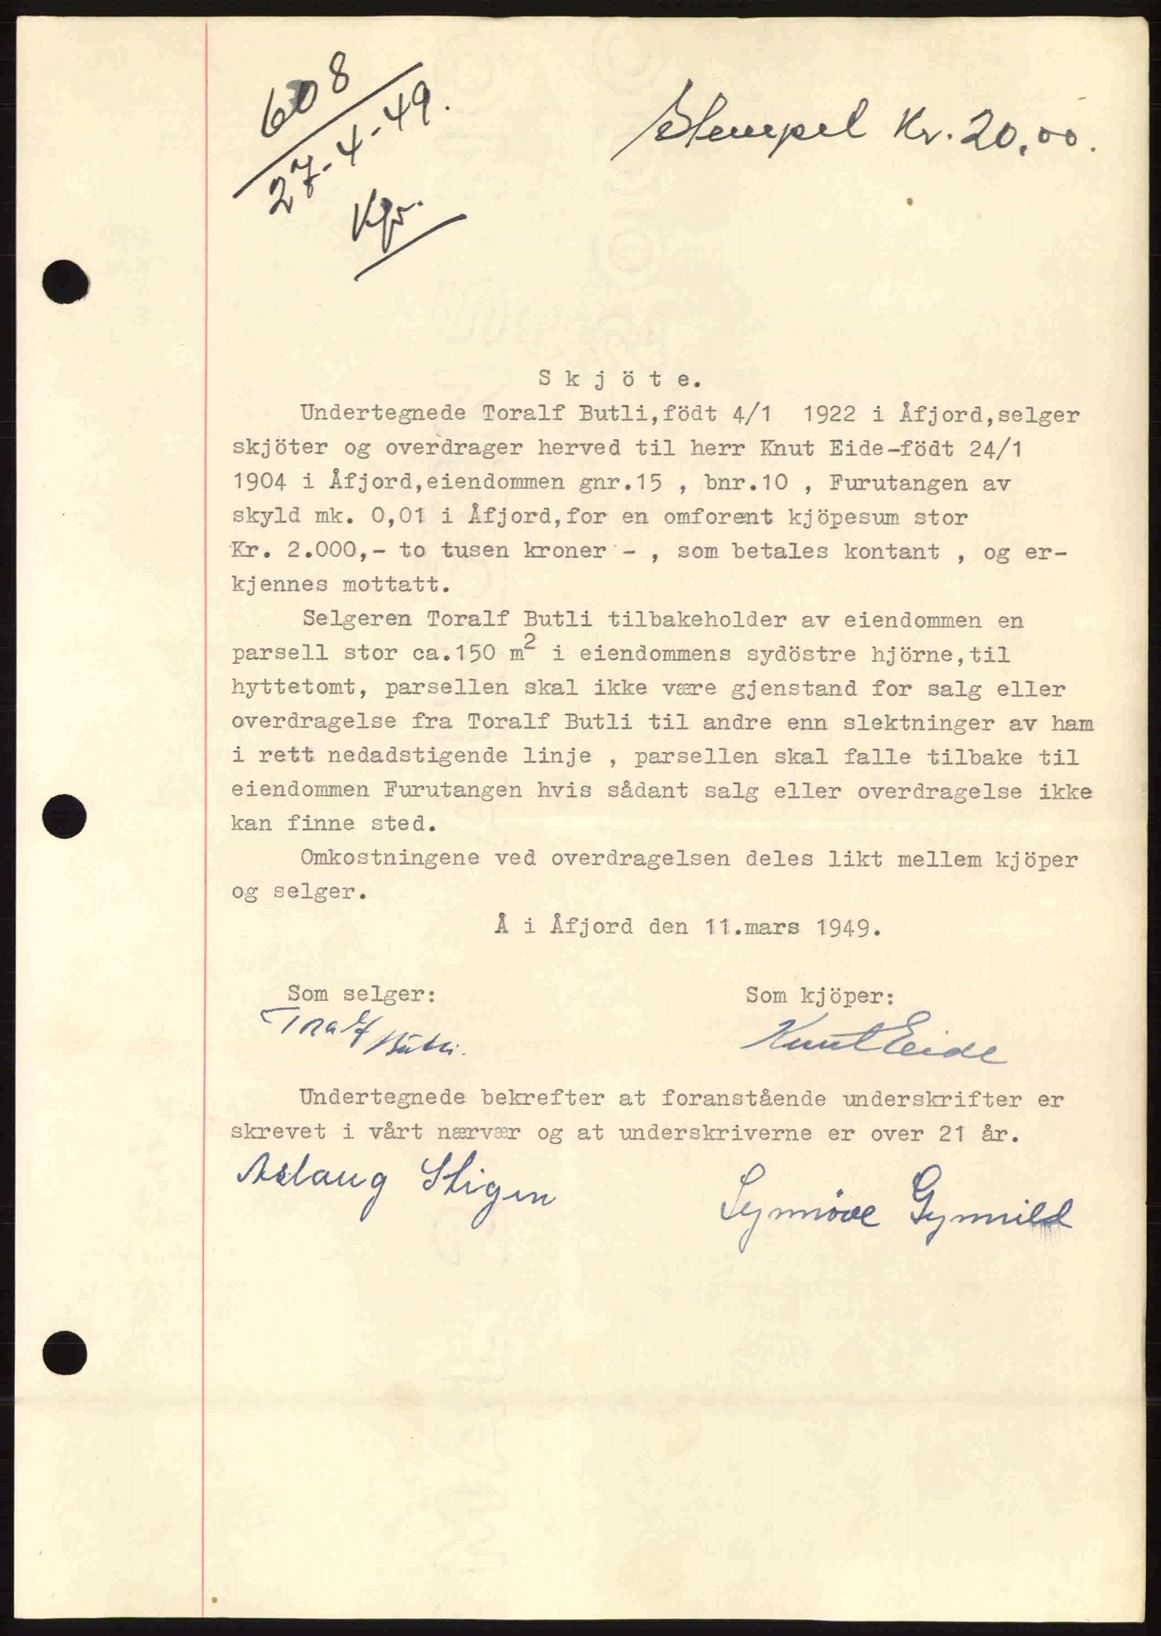 608
27-4-49.
Kfr.
Stempel Kr. 20,00.
S k j ö t e.
Undertegnede Toralf Butli,födt 4/1 1922 i Åfjord,selger
skjöter og overdrager herved til herr Knut Eide-födt 24/1
1904 i Åfjord,eiendommen gnr.15 , bnr.10 , Furutangen av
skyld mk. 0,01 i Åfjord,for en omforent kjöpesum stor
Kr. 2.000,- to tusen kroner - , som betales kontant , og er-
kjennes mottatt.
Selgeren Toralf Butli tilbakeholder av eiendommen en
parsell stor ca.150 m2 i eiendommens sydöstre hjörne,til
hyttetomt, parsellen skal ikke være gjenstand for salg eller
overdragelse fra Toralf Butli til andre enn slektninger av ham
i rett nedadstigende linje , parsellen skal falle tilbake til
eiendommen Furutangen hvis sådant salg eller overdragelse ikke
kan finne sted.
Omkostningene ved overdragelsen deles likt mellem kjöper
og selger.
Å i Åfjord den 11.mars 1949.
Som selger: Som kjöper:
Toralf Butli. Knut Eide
Undertegnede bekrefter at foranstående underskrifter er
skrevet i vårt nærvær og at underskriverne er over 21 år.
Aslaug Stigen Synnöve Gynnild